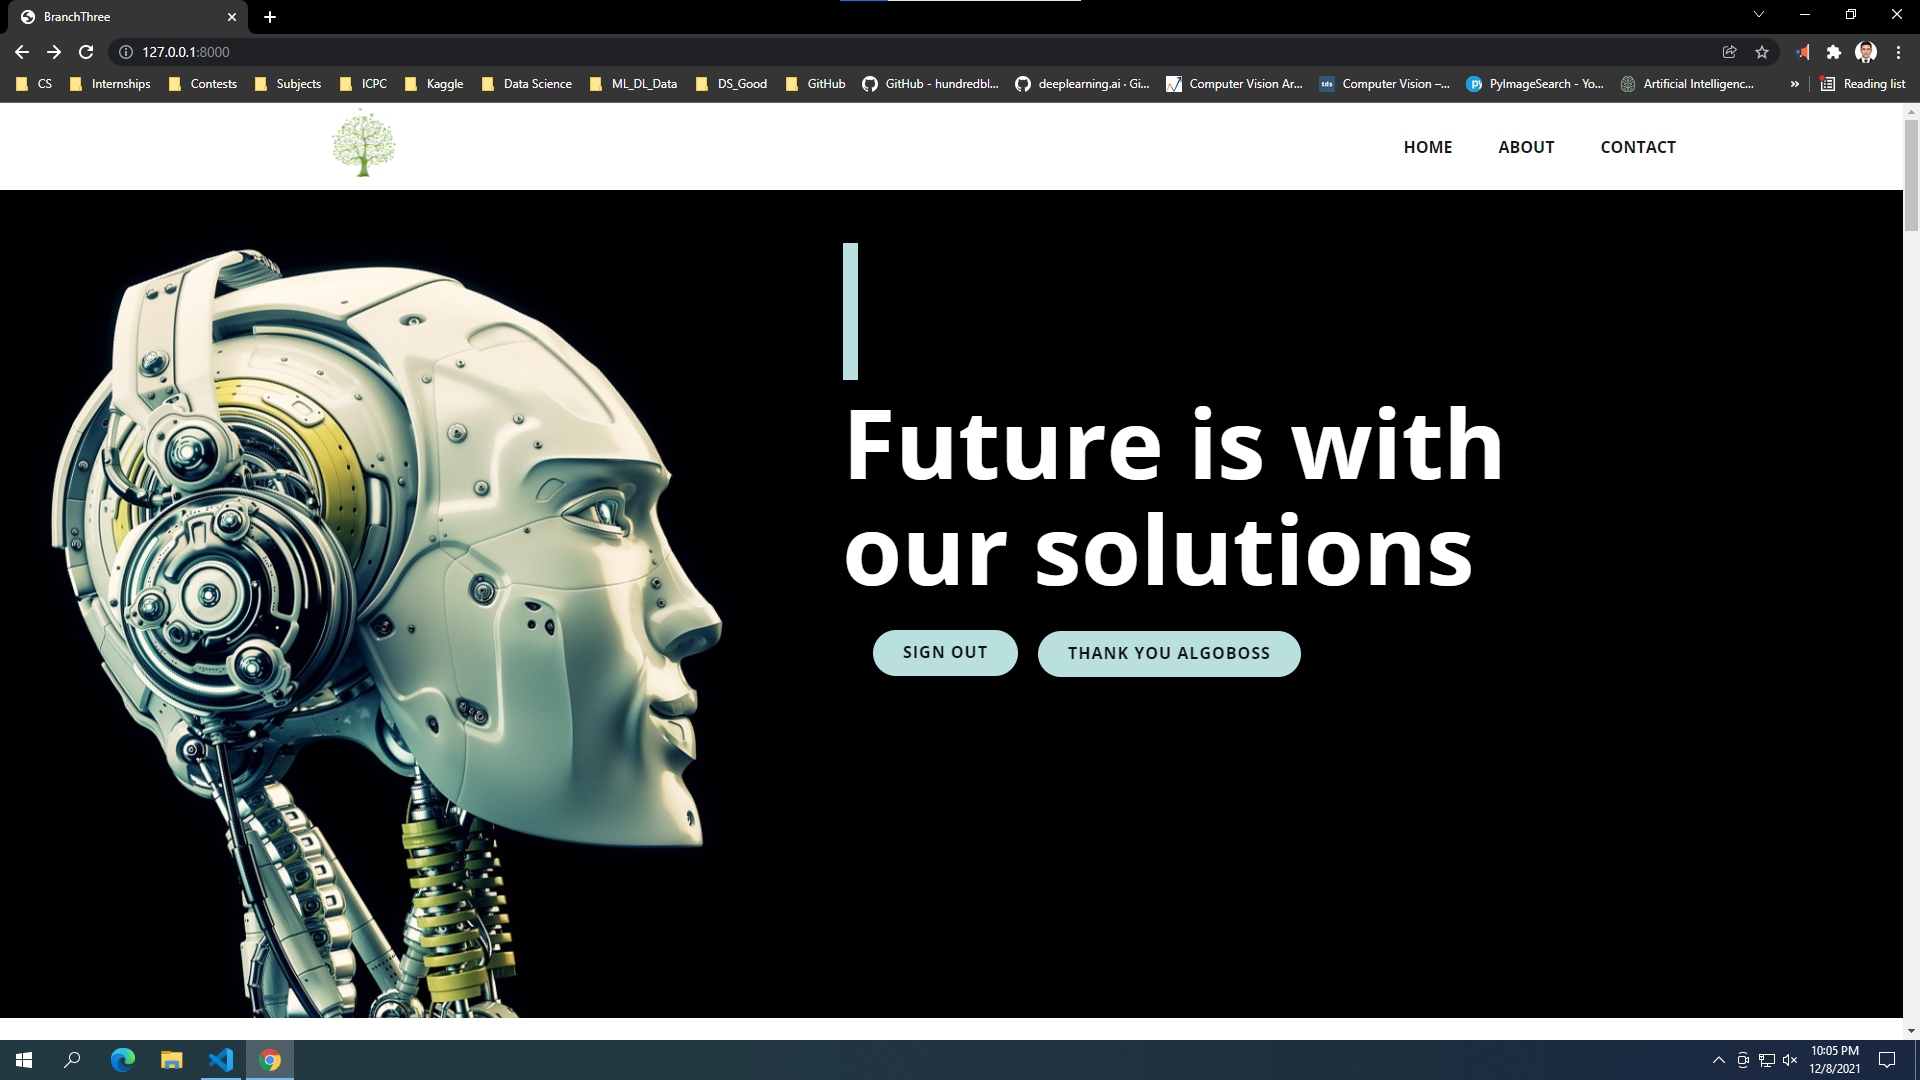 BranchThree
127.0.0.1:8000
CS Internships Contests Subjects ICPC Kaggle Data Science ML_DL_Data DS_Good GitHub GitHub - hundredbl... deeplearning.ai · Gi... Computer Vision Ar... tds Computer Vision –... py PyImageSearch - Yo... Artificial Intelligenc... » Reading list
HOME ABOUT CONTACT
Future is with
our solutions
SIGN OUT THANK YOU ALGOBOSS
10:05 PM
12/8/2021